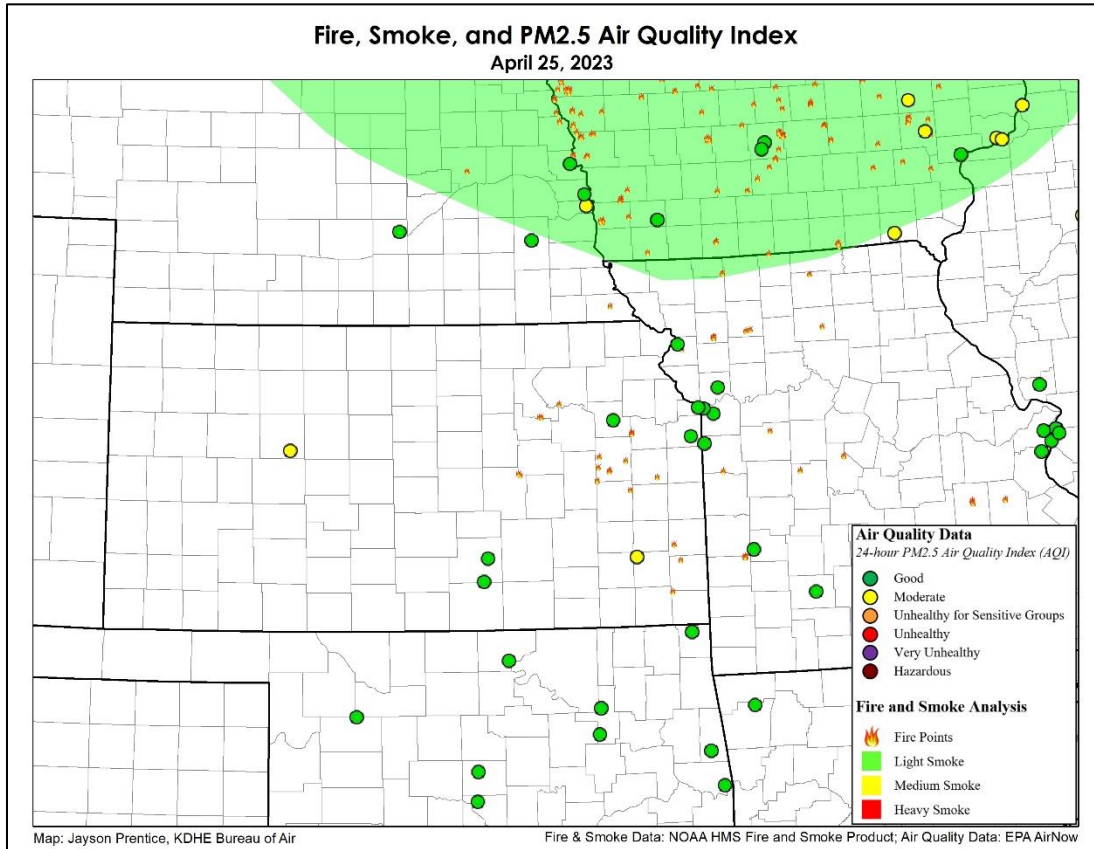 Fire, Smoke, and PM2.5 Air Quality Index
April 25, 2023
Air Quality Data
24-hour PM2.5 Air Quality Index (AQI)
Good
Moderate
Unhealthy for Sensitive Groups
Unhealthy
Very Unhealthy
Hazardous
Fire and Smoke Analysis
Fire Points
Light Smoke
Medium Smoke
Heavy Smoke
Map: Jayson Prentice, KDHE Bureau of Air
Fire & Smoke Data: NOAA HMS Fire and Smoke Product; Air Quality Data: EPA AirNow